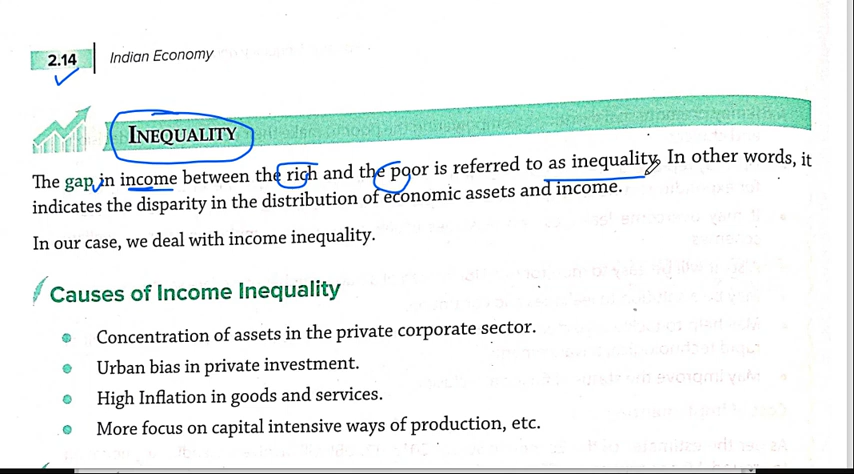 2.14 Indian Economy
INEQUALITY
The gap in income between the rich and the poor is referred to as inequality. In other words, it
indicates the disparity in the distribution of economic assets and income.
In our case, we deal with income inequality.
Causes of Income Inequality
Concentration of assets in the private corporate sector.
Urban bias in private investment.
High Inflation in goods and services.
More focus on capital intensive ways of production, etc.